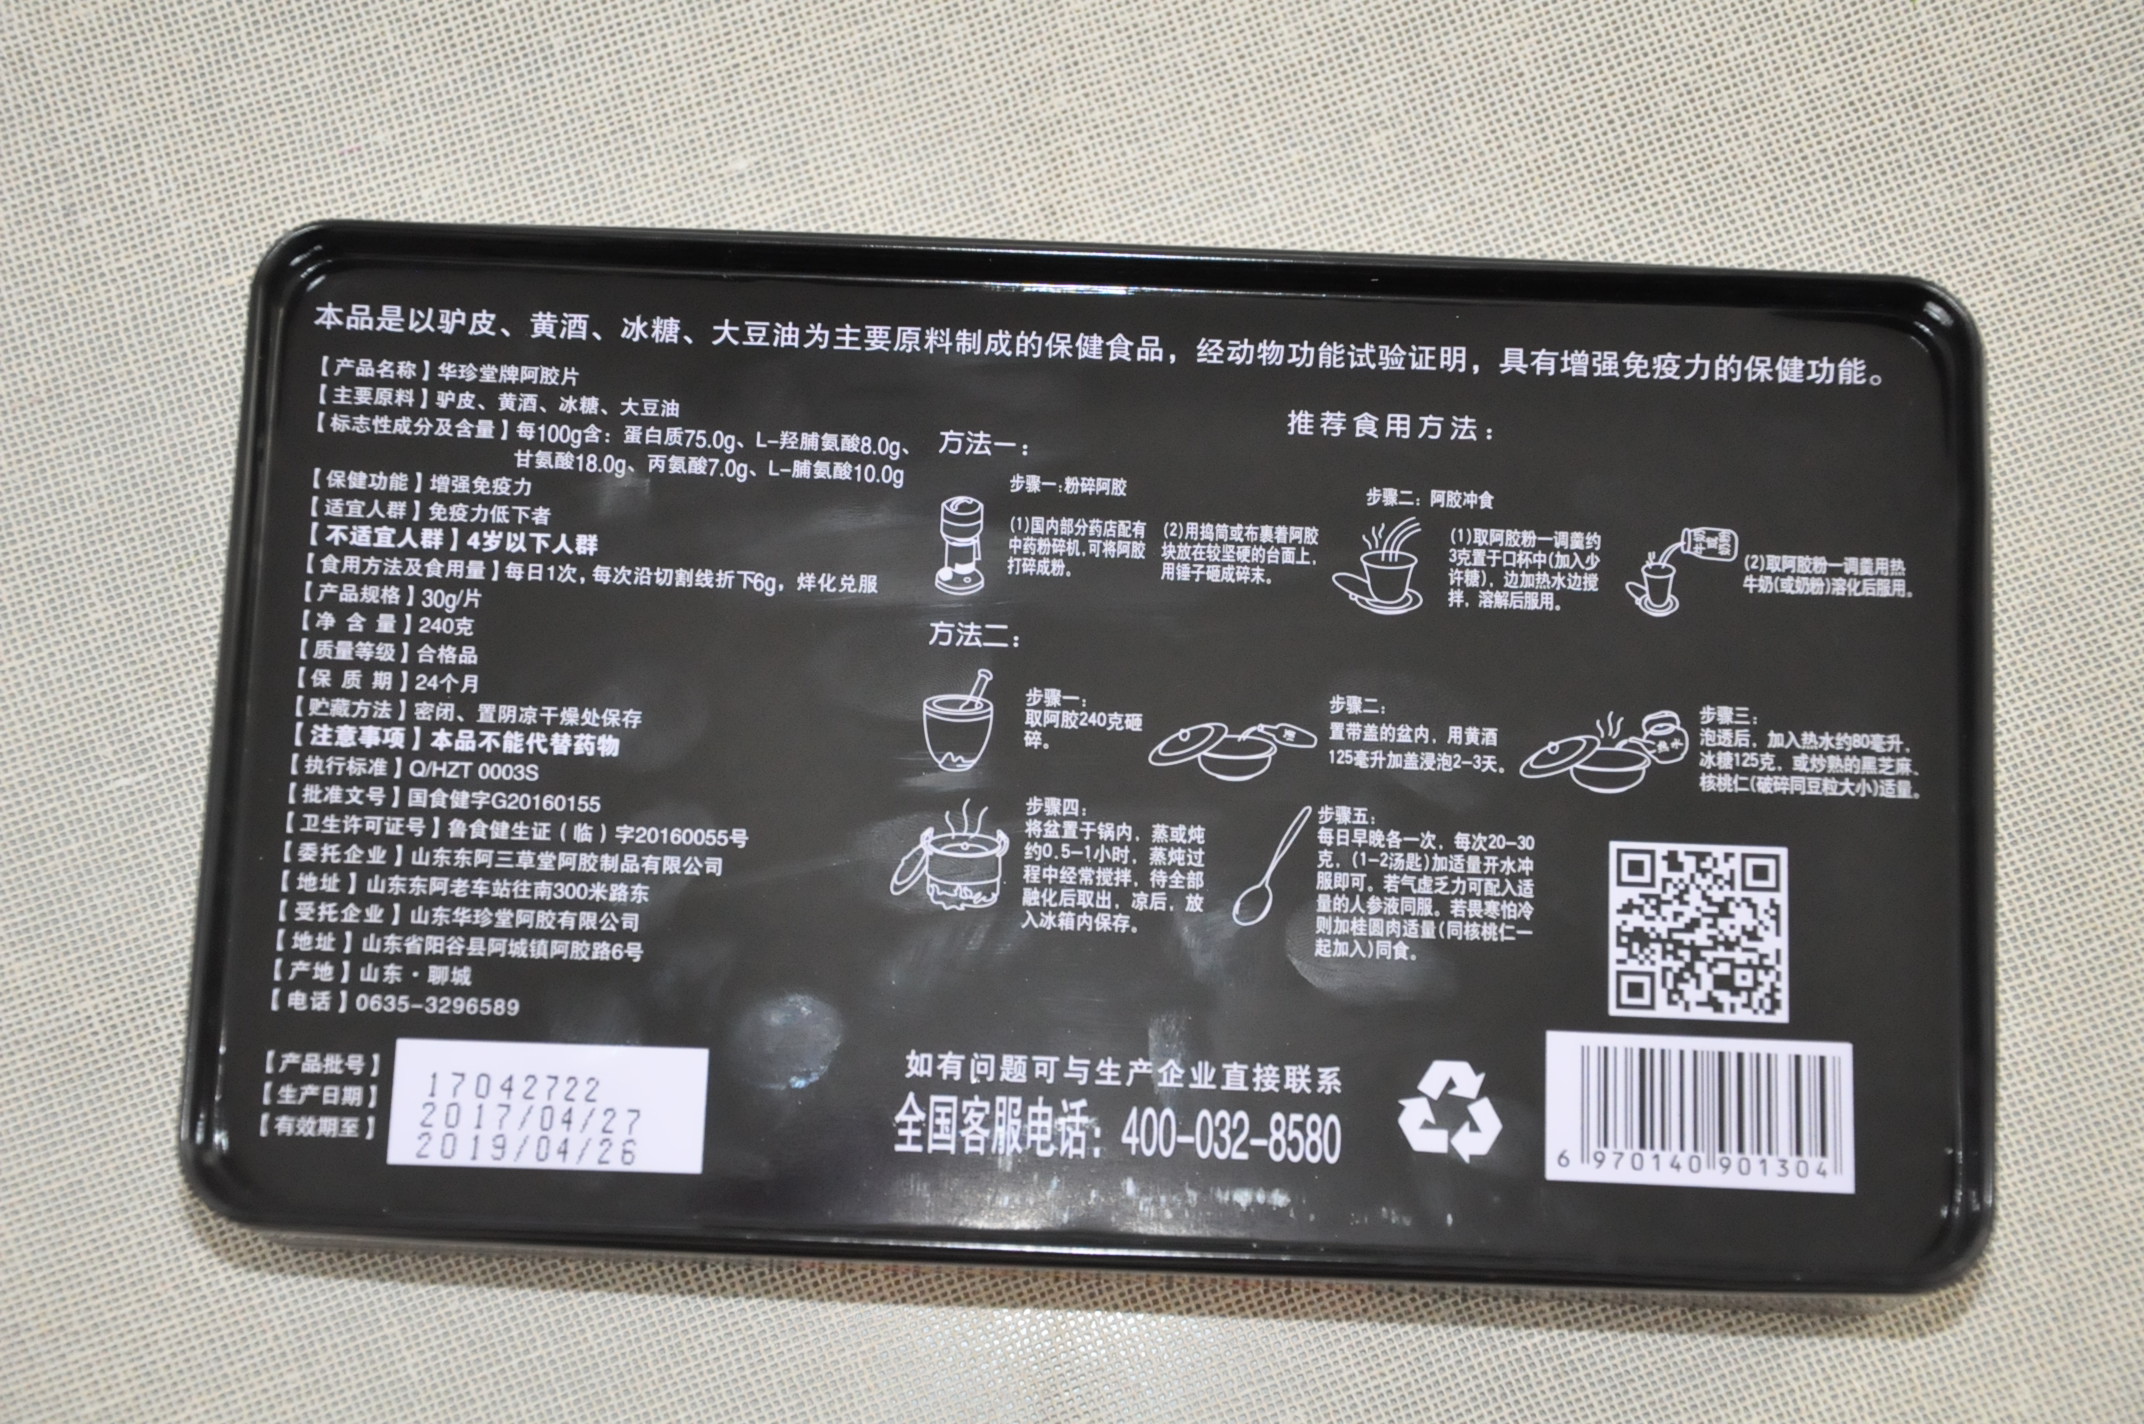 本品是以驴皮、黄酒、冰糖、大豆油为主要原料制成的保健食品，经动物功能试验证明，具有增强免疫力的保健功能。
【产品名称】华珍堂牌阿胶片
【主要原料】驴皮、黄酒、冰糖、大豆油
【标志性成分及含量】每100g含：蛋白质75.0g、L-羟脯氨酸8.0g、
甘氨酸18.0g、丙氨酸7.0g、L-脯氨酸10.0g
【保健功能】增强免疫力
【适宜人群】免疫力低下者
【不适宜人群】4岁以下人群
【食用方法及食用量】每日1次，每次沿切割线折下6g，烊化兑服
【产品规格】30g/片
【净 含 量】240克
【质量等级】合格品
【保 质 期】24个月
【贮藏方法】密闭、置阴凉干燥处保存
【注意事项】本品不能代替药物
【执行标准】Q/HZT 0003S
【批准文号】国食健字G20160155
【卫生许可证号】鲁食健生证（临）字20160055号
【委托企业】山东东阿三草堂阿胶制品有限公司
【地址】山东东阿老车站往南300米路东
【受托企业】山东华珍堂阿胶有限公司
【地址】山东省阳谷县阿城镇阿胶路6号
【产地】山东·聊城
【电话】0635-3296589
【产品批号】17042722
【生产日期】2017/04/27
【有效期至】2019/04/26
推荐食用方法：
方法一：
步骤一：粉碎阿胶
(1)国内部分药店配有
中药粉碎机，可将阿胶
打碎成粉。
(2)用捣筒或布裹着阿胶
块放在较坚硬的台面上，
用锤子砸成碎末。
步骤二：阿胶冲食
(1)取阿胶粉一调羹约
3克置于口杯中(加入少
许糖)，边加热水边搅
拌，溶解后服用。
(2)取阿胶粉一调羹用热
牛奶(或奶粉)溶化后服用。
方法二：
步骤一：
取阿胶240克砸
碎。
步骤二：
置带盖的盆内，用黄酒
125毫升加盖浸泡2-3天。
热水
步骤三：
泡透后，加入热水约80毫升，
冰糖125克，或炒熟的黑芝麻、
核桃仁(破碎同豆粒大小)适量。
步骤四：
将盆置于锅内，蒸或炖
约0.5-1小时，蒸炖过
程中经常搅拌，待全部
融化后取出，凉后，放
入冰箱内保存。
步骤五：
每日早晚各一次，每次20-30
克，(1-2汤匙)加适量开水冲
服即可。若气虚乏力可配入适
量的人参液同服。若畏寒怕冷
则加桂圆肉适量(同核桃仁一
起加入)同食。
如有问题可与生产企业直接联系
全国客服电话：400-032-8580
6 970140 901304